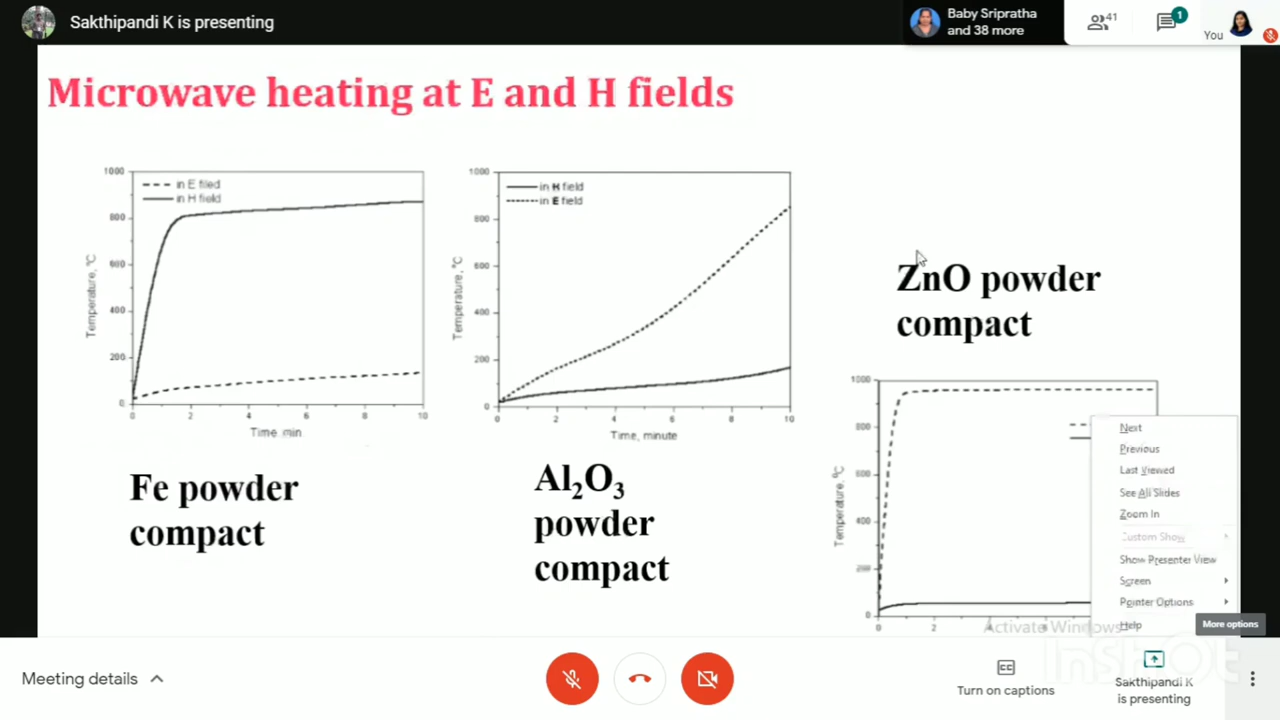 Sakthipandi K is presenting
Baby Sripratha
and 38 more
41
1
You
Microwave heating at E and H fields
1000
800
600
400
200
0
in E filed
in H field
Temperature, °C
0 2 4 6 8 10
Time, min
Fe powder
compact
1000
800
600
400
200
0
in H field
in E field
Temperature, °C
0 2 4 6 8 10
Time, minute
Al₂O₃
powder
compact
ZnO powder
compact
1000
800
600
400
200
0
Temperature, °C
0 2 4 6
Next
Previous
Last Viewed
See All Slides
Zoom In
Custom Show
Show Presenter View
Screen
Pointer Options
Help
More options
Activate Windows
InShOt
Meeting details
CC
Turn on captions
Sakthipandi K
is presenting